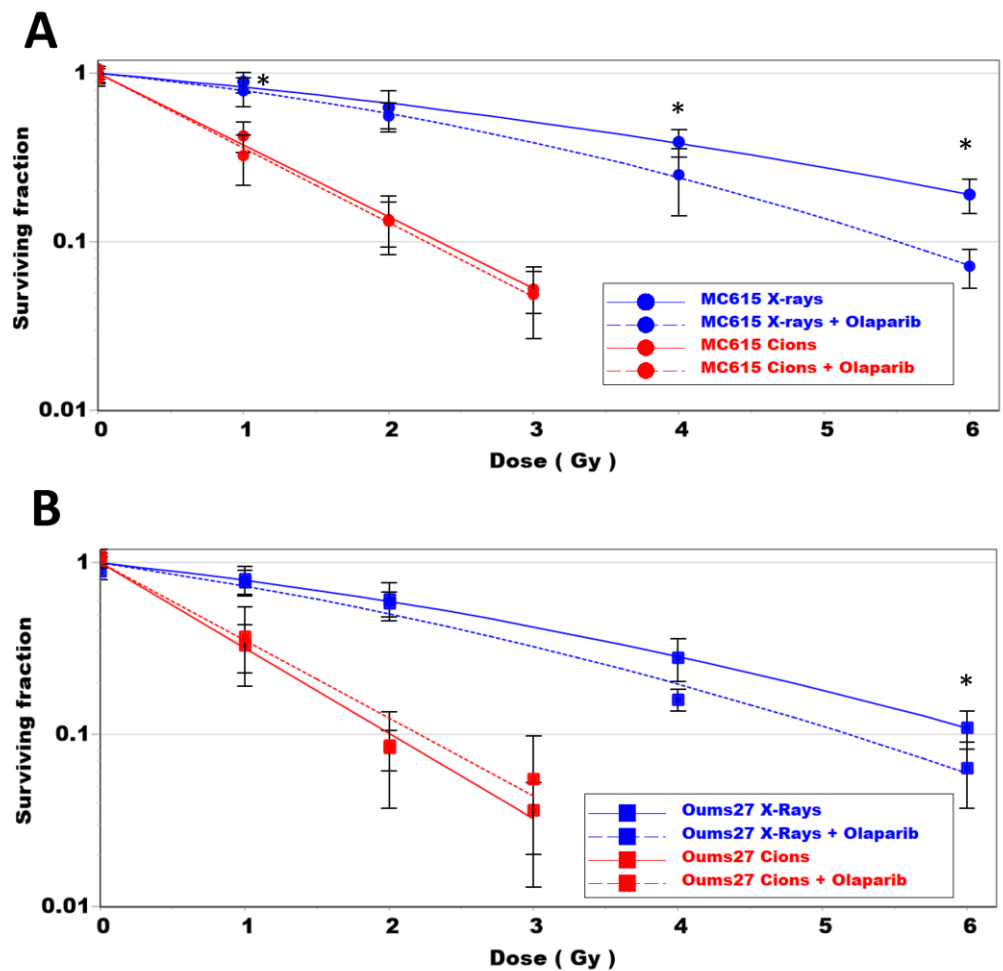 A
1
*
*
*
0.1
0.01
Surviving fraction
MC615 X-rays
MC615 X-rays + Olaparib
MC615 Cions
MC615 Cions + Olaparib
0 1 2 3 4 5 6
Dose ( Gy )
B
1
*
0.1
0.01
Surviving fraction
Oums27 X-Rays
Oums27 X-Rays + Olaparib
Oums27 Cions
Oums27 Cions + Olaparib
0 1 2 3 4 5 6
Dose ( Gy )